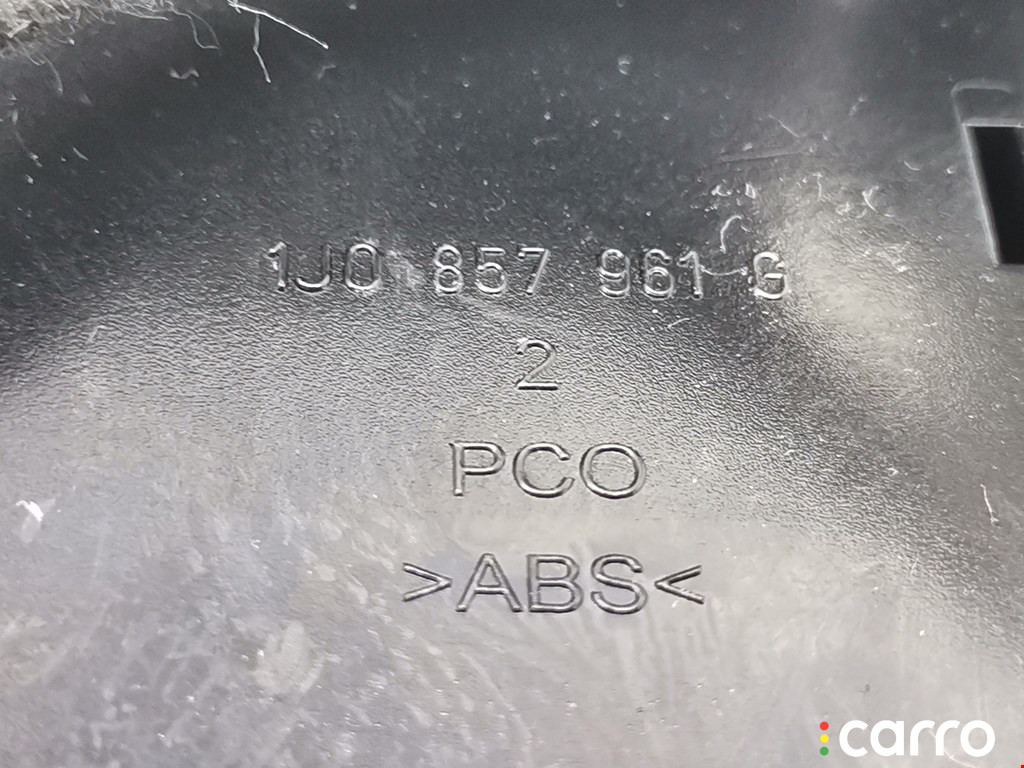 1J0 857 961 G
2
PCO
>ABS<
carro